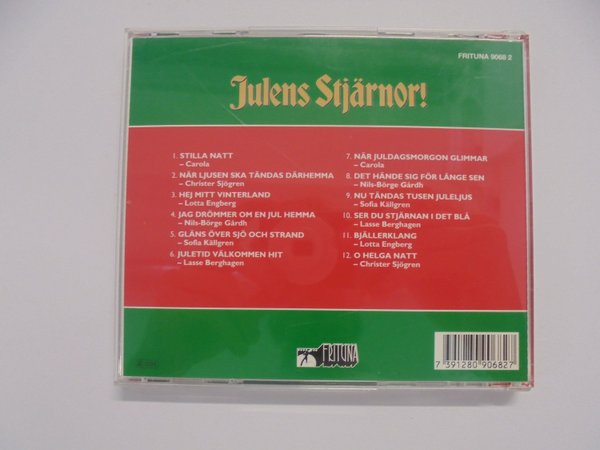 FRITUNA 9068 2
Julens Stjärnor!
1. STILLA NATT
– Carola
2. NÄR LJUSEN SKA TÄNDAS DÄRHEMMA
– Christer Sjögren
3. HEJ MITT VINTERLAND
– Lotta Engberg
4. JAG DRÖMMER OM EN JUL HEMMA
– Nils-Börge Gårdh
5. GLÄNS ÖVER SJÖ OCH STRAND
– Sofia Källgren
6. JULETID VÄLKOMMEN HIT
– Lasse Berghagen
7. NÄR JULDAGSMORGON GLIMMAR
– Carola
8. DET HÄNDE SIG FÖR LÄNGE SEN
– Nils-Börge Gårdh
9. NU TÄNDAS TUSEN JULELJUS
– Sofia Källgren
10. SER DU STJÄRNAN I DET BLÅ
– Lasse Berghagen
11. BJÄLLERKLANG
– Lotta Engberg
12. O HELGA NATT
– Christer Sjögren
FRITUNA
7 391280 906827